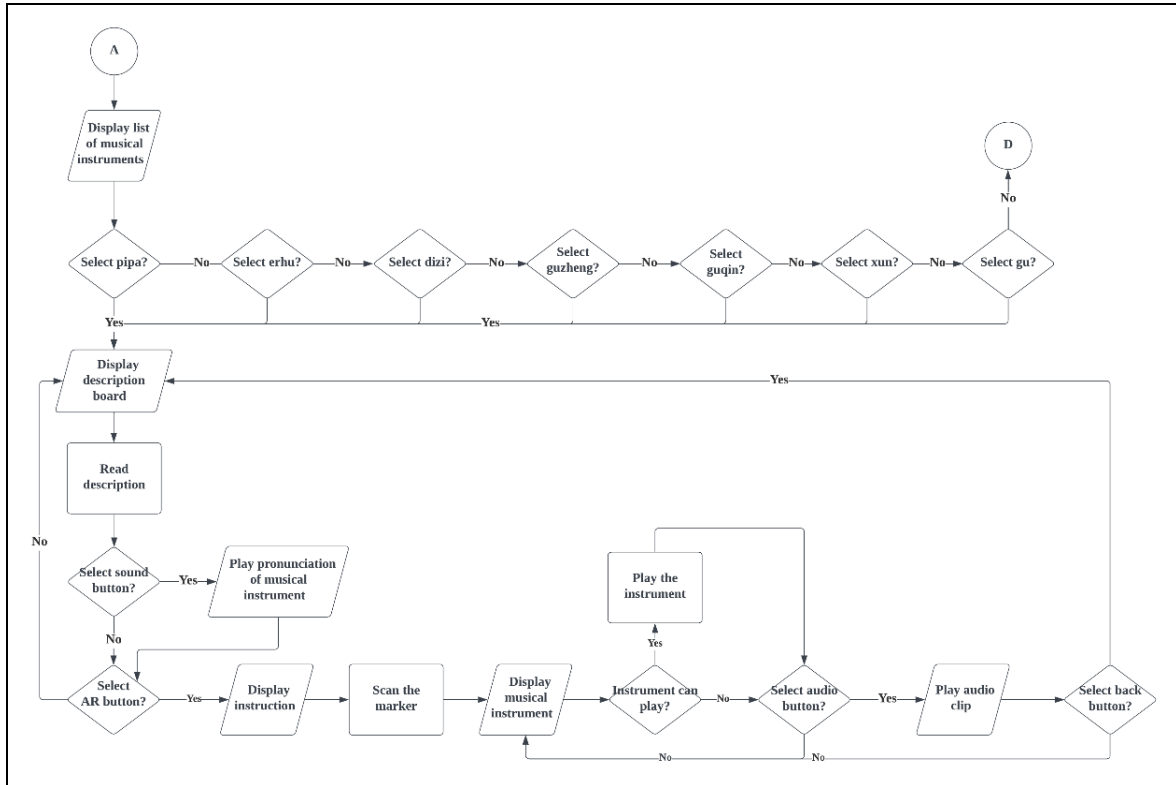 A
Display list
of musical
instruments
D
No
Select pipa?
No
Select erhu?
No
Select dizi?
No
Select
guzheng?
No
Select
guqin?
No
Select xun?
No
Select gu?
Yes
Yes
Display
description
board
Yes
Read
description
No
Select sound
button?
Yes
Play pronunciation
of musical
instrument
Play the
instrument
No
Yes
Select
AR button?
Yes
Display
instruction
Scan the
marker
Display
musical
instrument
Instrument can
play?
No
Select audio
button?
Yes
Play audio
clip
Select back
button?
No
No